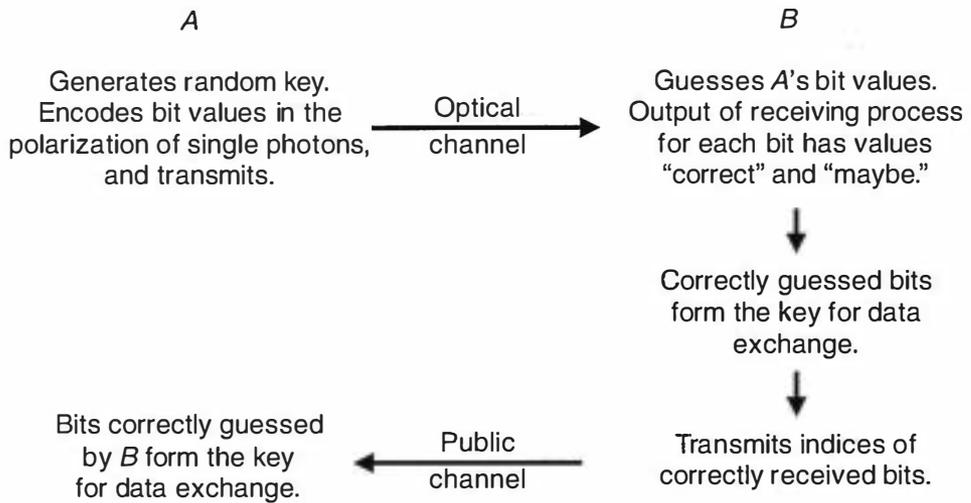 A
B
Generates random key.
Encodes bit values in the
polarization of single photons,
and transmits.
Optical
channel
Guesses A's bit values.
Output of receiving process
for each bit has values
“correct” and “maybe.”
Correctly guessed bits
form the key for data
exchange.
Transmits indices of
correctly received bits.
Public
channel
Bits correctly guessed
by B form the key
for data exchange.